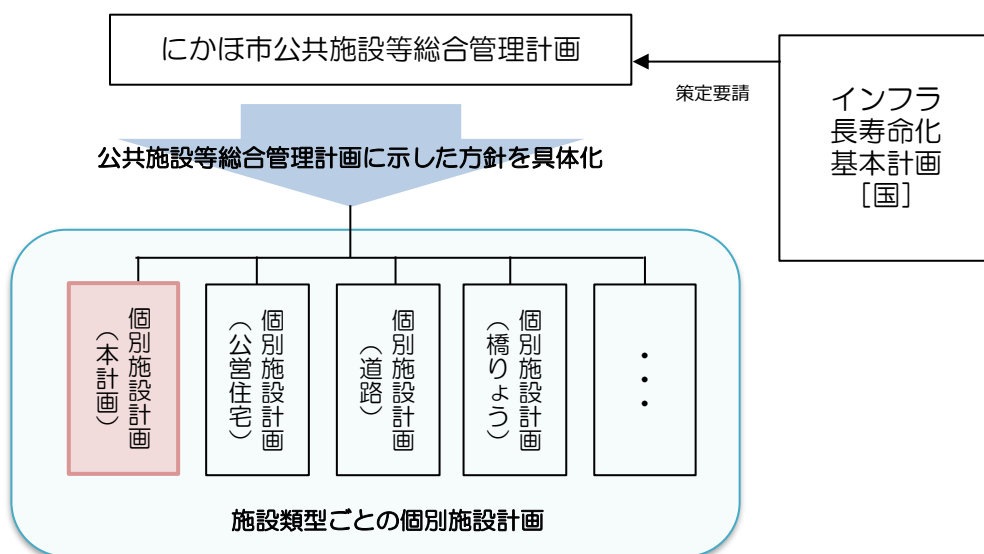 にかほ市公共施設等総合管理計画
策定要請
インフラ
長寿命化
基本計画
［国］
公共施設等総合管理計画に示した方針を具体化
個別施設計画
（本計画）
個別施設計画
（公営住宅）
個別施設計画
（道路）
個別施設計画
（橋りょう）
・・・
施設類型ごとの個別施設計画